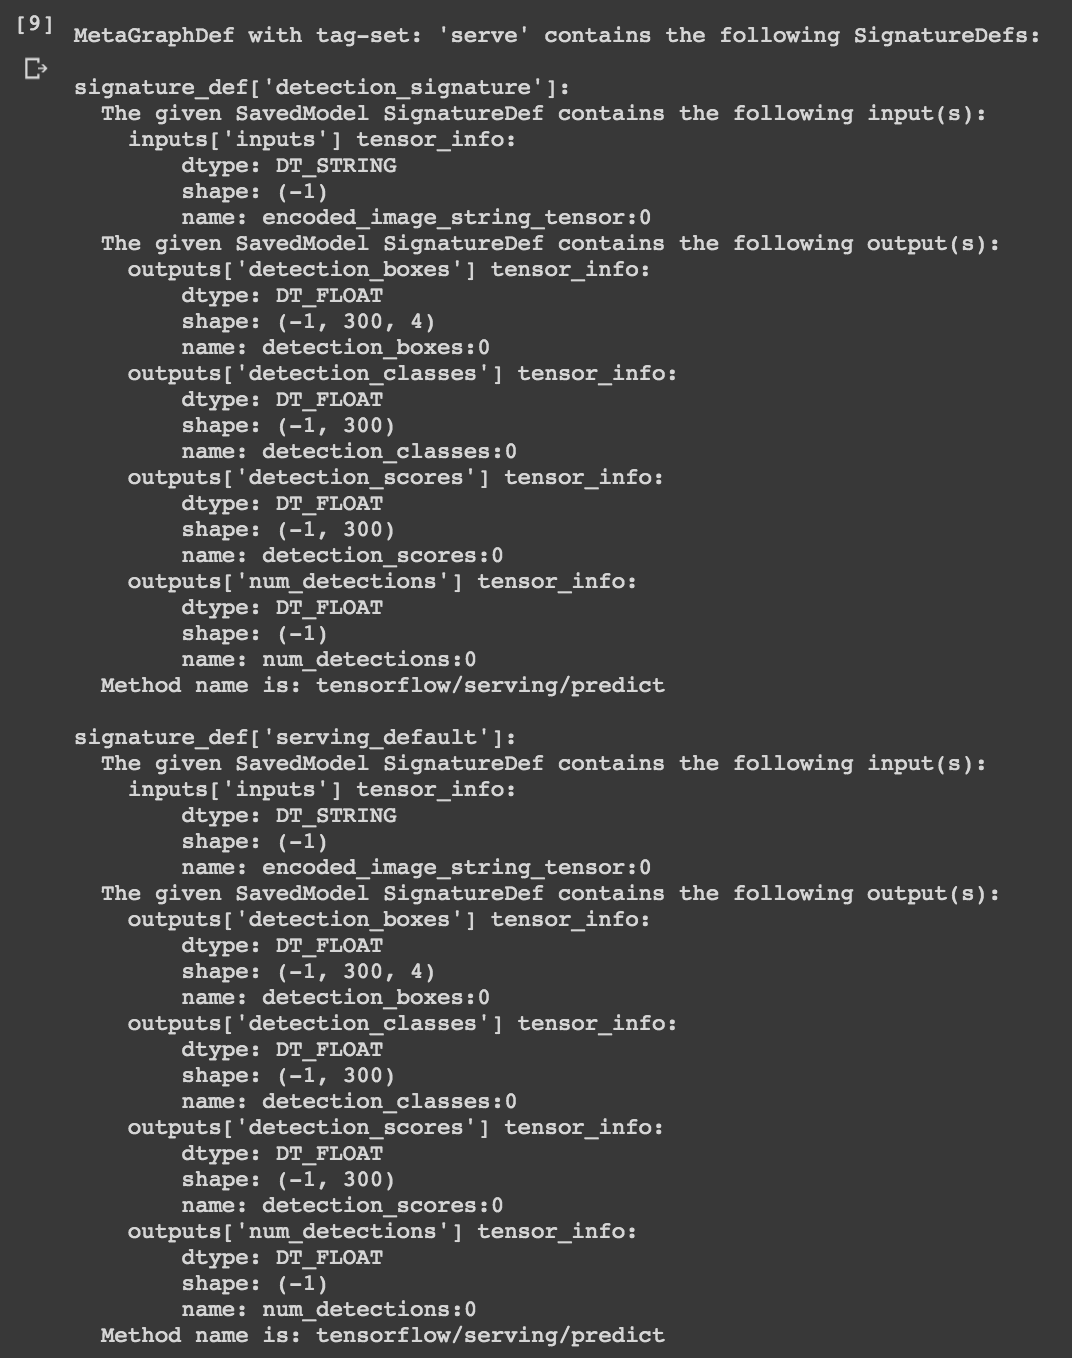 [9]
MetaGraphDef with tag-set: 'serve' contains the following SignatureDefs:

signature_def['detection_signature']:
  The given SavedModel SignatureDef contains the following input(s):
    inputs['inputs'] tensor_info:
        dtype: DT_STRING
        shape: (-1)
        name: encoded_image_string_tensor:0
  The given SavedModel SignatureDef contains the following output(s):
    outputs['detection_boxes'] tensor_info:
        dtype: DT_FLOAT
        shape: (-1, 300, 4)
        name: detection_boxes:0
    outputs['detection_classes'] tensor_info:
        dtype: DT_FLOAT
        shape: (-1, 300)
        name: detection_classes:0
    outputs['detection_scores'] tensor_info:
        dtype: DT_FLOAT
        shape: (-1, 300)
        name: detection_scores:0
    outputs['num_detections'] tensor_info:
        dtype: DT_FLOAT
        shape: (-1)
        name: num_detections:0
  Method name is: tensorflow/serving/predict

signature_def['serving_default']:
  The given SavedModel SignatureDef contains the following input(s):
    inputs['inputs'] tensor_info:
        dtype: DT_STRING
        shape: (-1)
        name: encoded_image_string_tensor:0
  The given SavedModel SignatureDef contains the following output(s):
    outputs['detection_boxes'] tensor_info:
        dtype: DT_FLOAT
        shape: (-1, 300, 4)
        name: detection_boxes:0
    outputs['detection_classes'] tensor_info:
        dtype: DT_FLOAT
        shape: (-1, 300)
        name: detection_classes:0
    outputs['detection_scores'] tensor_info:
        dtype: DT_FLOAT
        shape: (-1, 300)
        name: detection_scores:0
    outputs['num_detections'] tensor_info:
        dtype: DT_FLOAT
        shape: (-1)
        name: num_detections:0
  Method name is: tensorflow/serving/predict